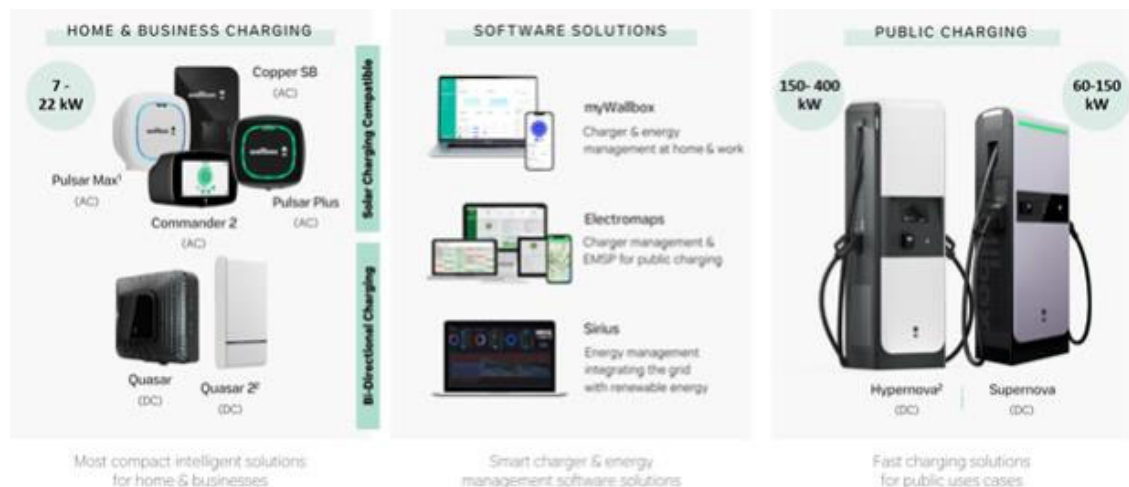 HOME & BUSINESS CHARGING
7 -
22 kW
Copper SB
(AC)
wallbox
wallbox
Pulsar Max¹
(AC)
Commander 2
(AC)
Pulsar Plus
(AC)
Solar Charging Compatible
Quasar
(DC)
Quasar 2²
(DC)
Bi-Directional Charging
Most compact intelligent solutions
for home & businesses
SOFTWARE SOLUTIONS
myWallbox
Charger & energy
management at home & work
Electromaps
Charger management &
EMSP for public charging
Sirius
Energy management
integrating the grid
with renewable energy
Smart charger & energy
management software solutions
PUBLIC CHARGING
150- 400
kW
60-150
kW
Hypernova²
(DC)
Supernova
(DC)
Fast charging solutions
for public uses cases